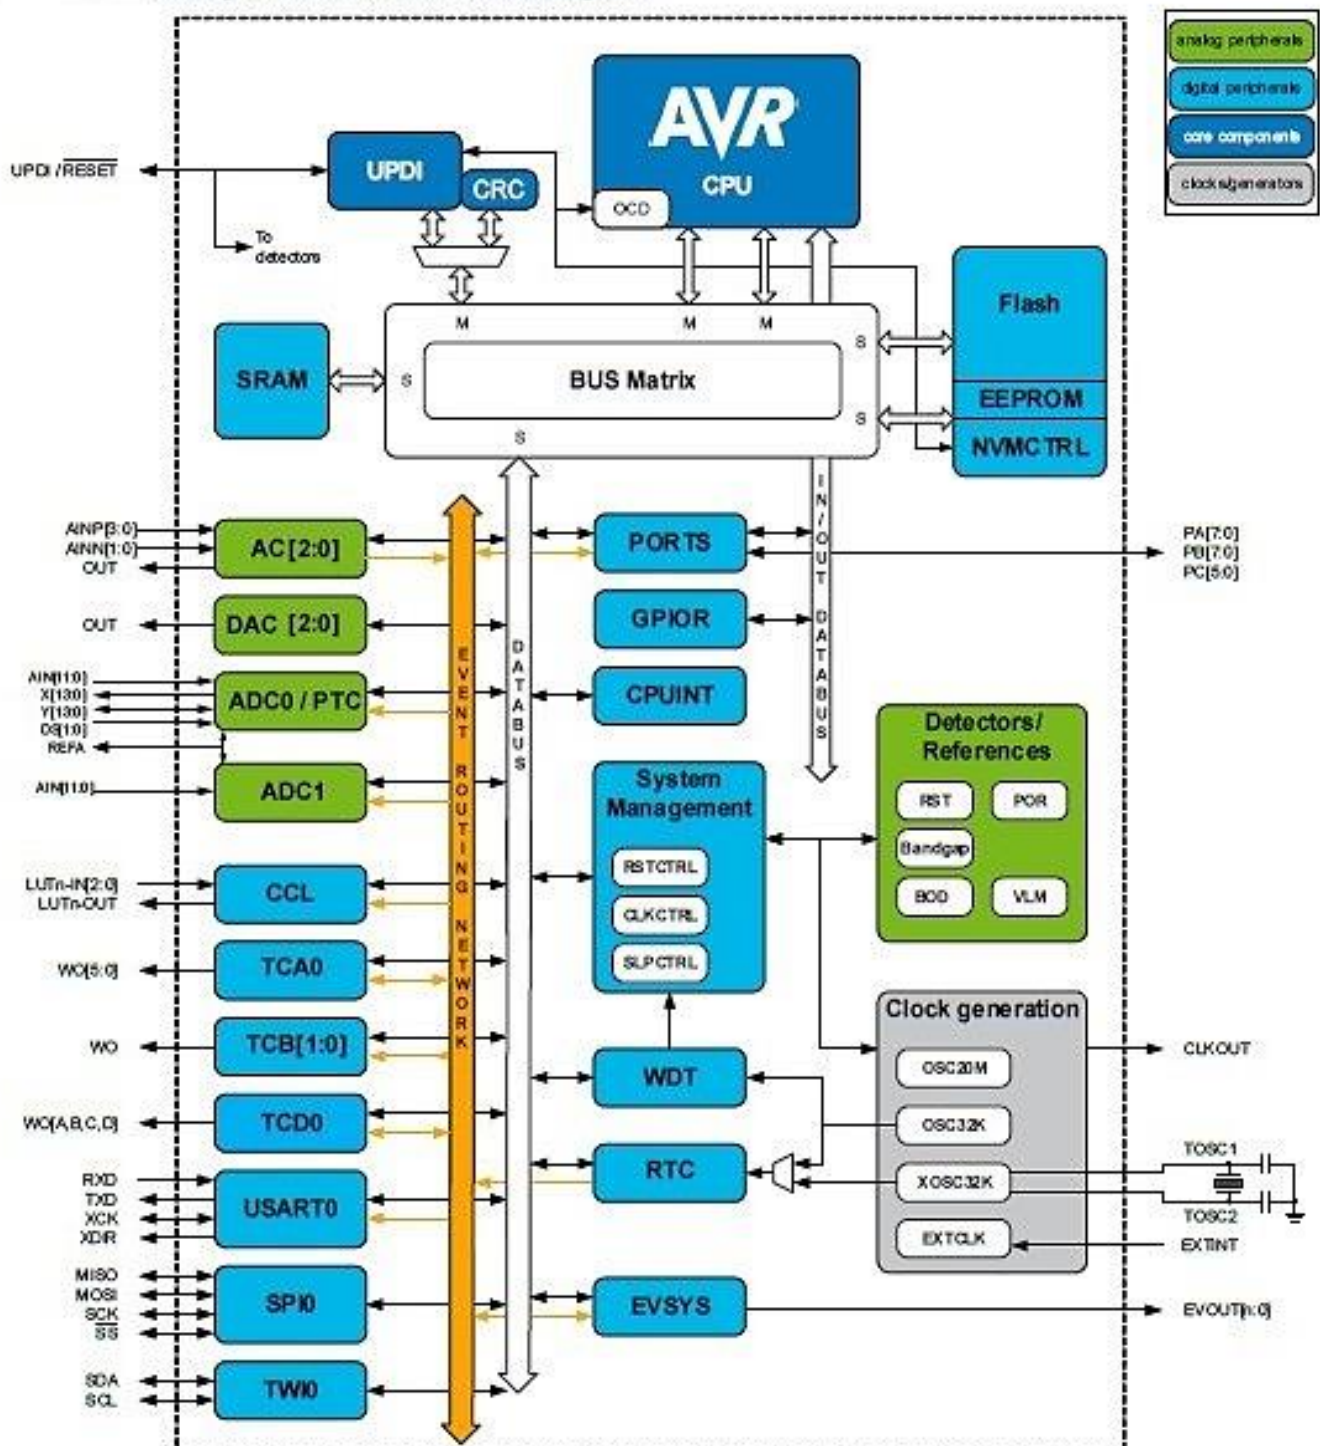 analog peripherals
digital peripherals
core components
clocks/generators
AVR
CPU
OCD
UPDI
CRC
UPDI / RESET
To
detectors
Flash
EEPROM
NVMCTRL
SRAM
BUS Matrix
M
M
M
S
S
S
S
AINP[3:0]
AINN[1:0]
OUT
AC [2:0]
OUT
DAC [2:0]
AIN[11:0]
X[13:0]
Y[13:0]
DS[1:0]
REFA
ADC0 / PTC
AIN[11:0]
ADC1
LUTn-IN[2:0]
LUTn-OUT
CCL
WO[5:0]
TCA0
WO
TCB[1:0]
WO[A,B,C,D]
TCD0
RXD
TXD
XCK
XDIR
USART0
MISO
MOSI
SCK
SS
SPI0
SDA
SCL
TWI0
EVENT ROUTING NETWORK
DATABUS
IN/OUT DATABUS
PORTS
GPIOR
CPUINT
PA[7:0]
PB[7:0]
PC[5:0]
System
Management
RSTCTRL
CLKCTRL
SLPCTRL
Detectors/
References
RST
POR
Bandgap
BOD
VLM
WDT
RTC
EVSYS
Clock generation
OSC20M
OSC32K
XOSC32K
EXTCLK
CLKOUT
TOSC1
TOSC2
EXTINT
EVOUT[n:0]